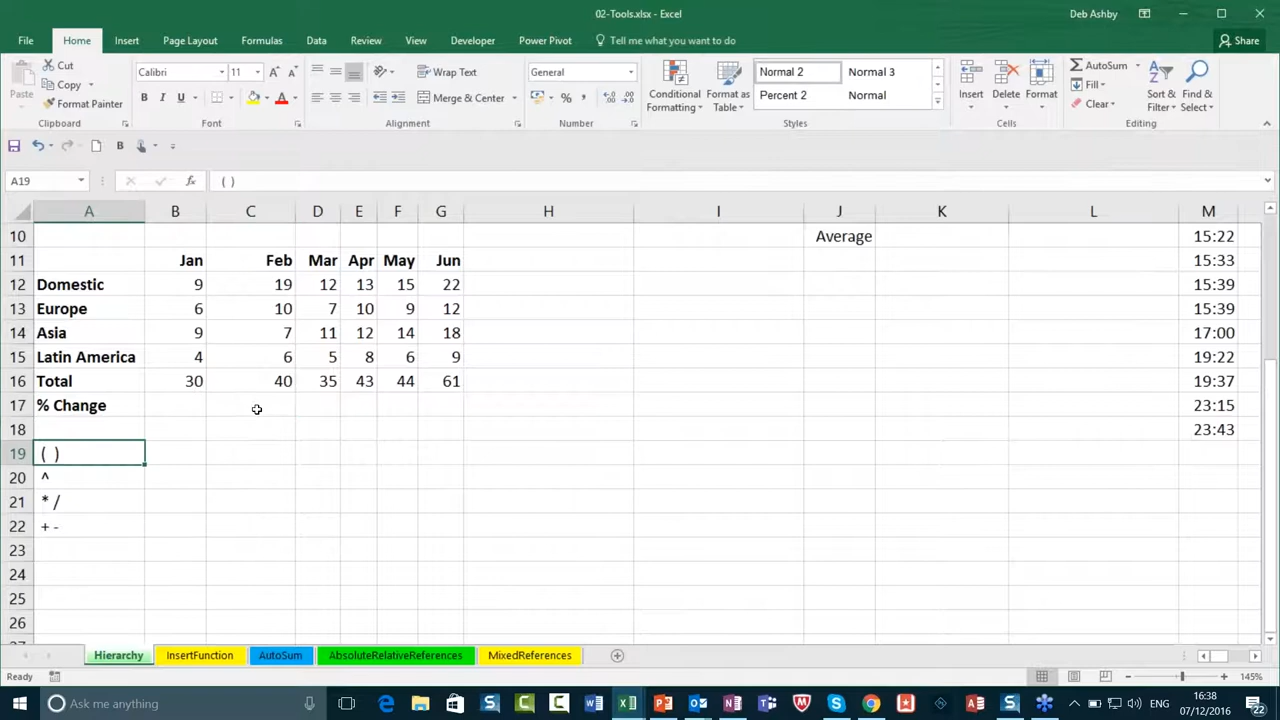 02-Tools.xlsx - Excel
Deb Ashby
File Home Insert Page Layout Formulas Data Review View Developer Power Pivot Tell me what you want to do Share
Paste
Cut
Copy
Format Painter
Clipboard
Calibri 11
B I U
Font
Wrap Text
Merge & Center
Alignment
General
%
Number
Conditional Formatting
Format as Table
Normal 2 Normal 3
Percent 2 Normal
Styles
Insert Delete Format
Cells
AutoSum
Fill
Clear
Sort & Filter
Find & Select
Editing
B
A19 fx ( )
A B C D E F G H I J K L M
10 Average 15:22
11 Jan Feb Mar Apr May Jun 15:33
12 Domestic 9 19 12 13 15 22 15:39
13 Europe 6 10 7 10 9 12 15:39
14 Asia 9 7 11 12 14 18 17:00
15 Latin America 4 6 5 8 6 9 19:22
16 Total 30 40 35 43 44 61 19:37
17 % Change 23:15
18 23:43
19 ( )
20 ^
21 * /
22 + -
23
24
25
26
Hierarchy InsertFunction AutoSum AbsoluteRelativeReferences MixedReferences
Ready 145%
Ask me anything
ENG
16:38
07/12/2016
22